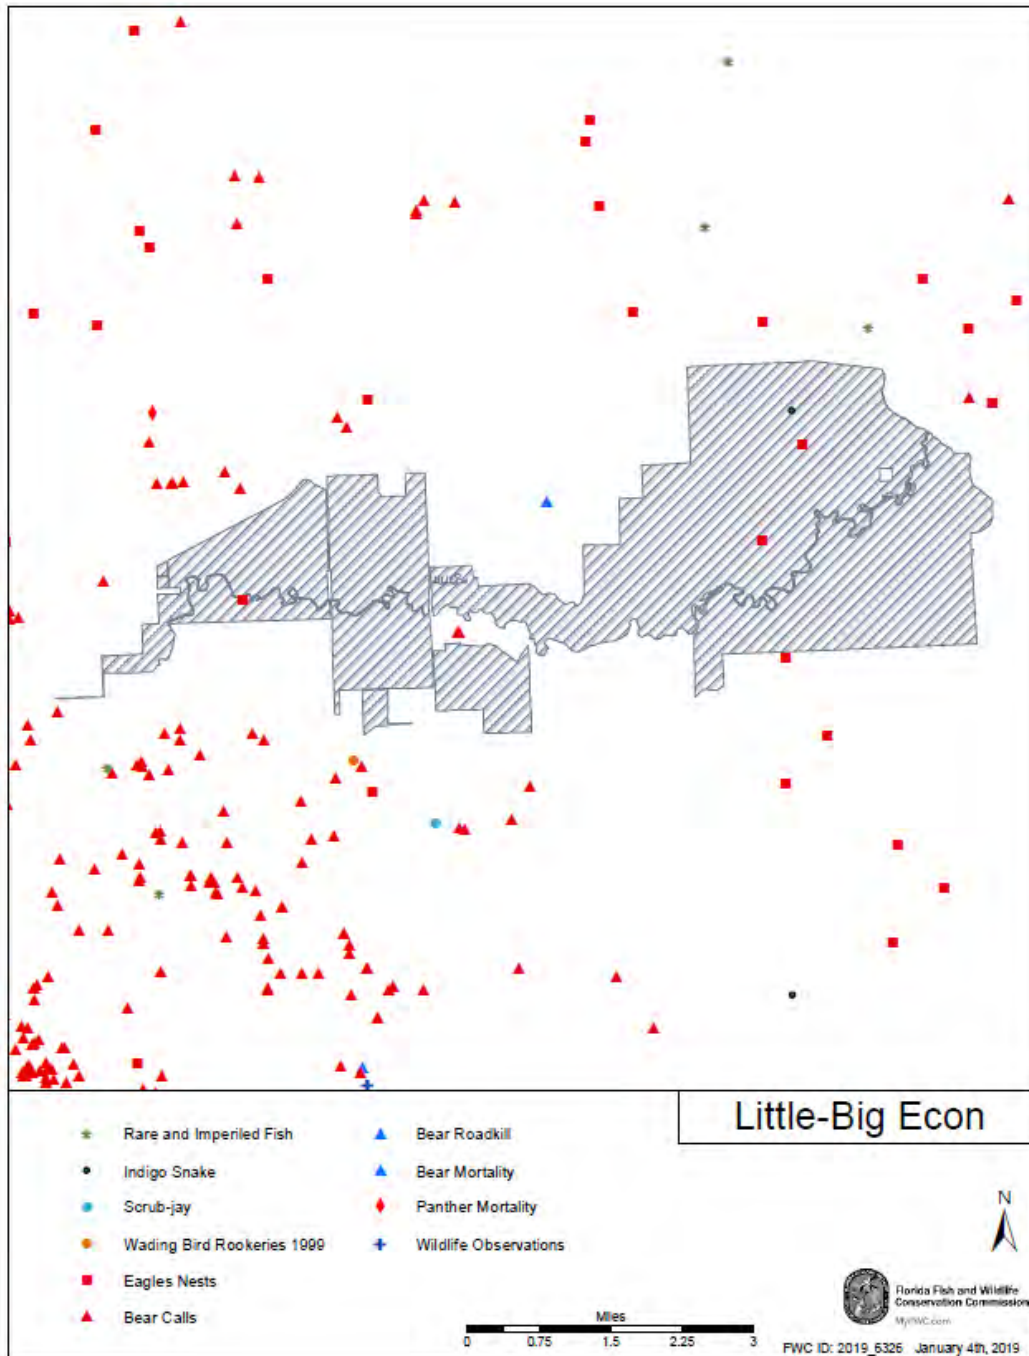 Little-Big Econ
Rare and Imperiled Fish
Indigo Snake
Scrub-jay
Wading Bird Rookeries 1999
Eagles Nests
Bear Calls
Bear Roadkill
Bear Mortality
Panther Mortality
Wildlife Observations
N
Florida Fish and Wildlife
Conservation Commission
MyFWC.com
Miles
0 0.75 1.5 2.25 3
FWC ID: 2019_6326 January 4th, 2019